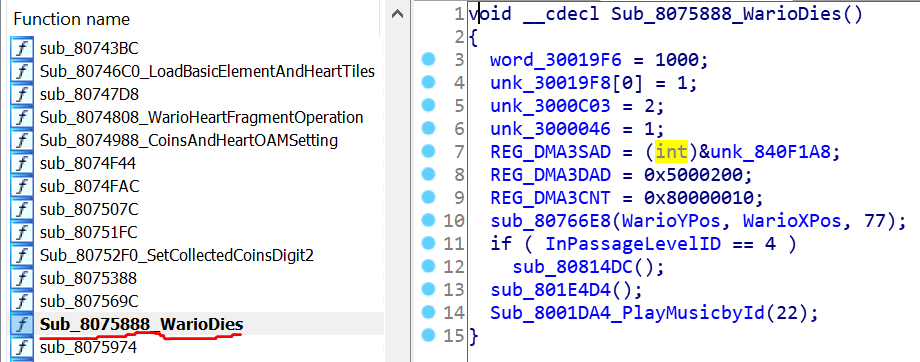 Function name
f sub_80743BC
f Sub_80746C0_LoadBasicElementAndHeartTiles
f sub_80747D8
f Sub_8074808_WarioHeartFragmentOperation
f Sub_8074988_CoinsAndHeartOAMSetting
f sub_8074F44
f sub_8074FAC
f sub_807507C
f sub_80751FC
f Sub_80752F0_SetCollectedCoinsDigit2
f sub_8075388
f sub_807569C
f Sub_8075888_WarioDies
f sub_8075974
1 void __cdecl Sub_8075888_WarioDies()
2 {
3 word_30019F6 = 1000;
4 unk_30019F8[0] = 1;
5 unk_3000C03 = 2;
6 unk_3000046 = 1;
7 REG_DMA3SAD = (int)&unk_840F1A8;
8 REG_DMA3DAD = 0x5000200;
9 REG_DMA3CNT = 0x80000010;
10 sub_80766E8(WarioYPos, WarioXPos, 77);
11 if ( InPassageLevelID == 4 )
12 sub_80814DC();
13 sub_801E4D4();
14 Sub_8001DA4_PlayMusicbyId(22);
15 }